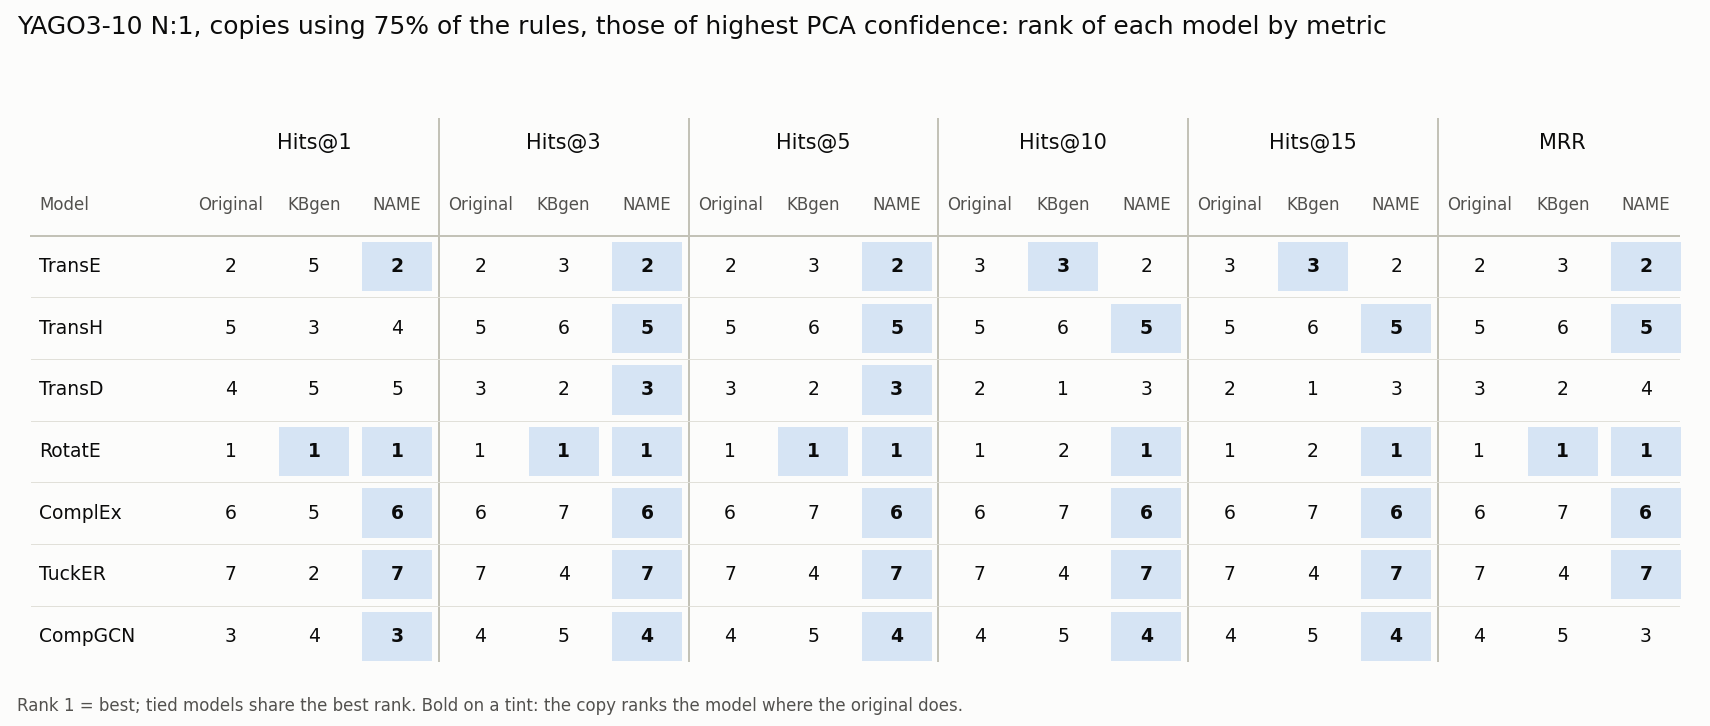 YAGO3-10 N:1, copies using 75% of the rules, those of highest PCA confidence: rank of each model by metric
Hits@1 Hits@3 Hits@5 Hits@10 Hits@15 MRR
Model Original KBgen NAME Original KBgen NAME Original KBgen NAME Original KBgen NAME Original KBgen NAME Original KBgen NAME
TransE 2 5 2 2 3 2 2 3 2 3 3 2 3 3 2 2 3 2
TransH 5 3 4 5 6 5 5 6 5 5 6 5 5 6 5 5 6 5
TransD 4 5 5 3 2 3 3 2 3 2 1 3 2 1 3 3 2 4
RotatE 1 1 1 1 1 1 1 1 1 1 2 1 1 2 1 1 1 1
ComplEx 6 5 6 6 7 6 6 7 6 6 7 6 6 7 6 6 7 6
TuckER 7 2 7 7 4 7 7 4 7 7 4 7 7 4 7 7 4 7
CompGCN 3 4 3 4 5 4 4 5 4 4 5 4 4 5 4 4 5 3
Rank 1 = best; tied models share the best rank. Bold on a tint: the copy ranks the model where the original does.